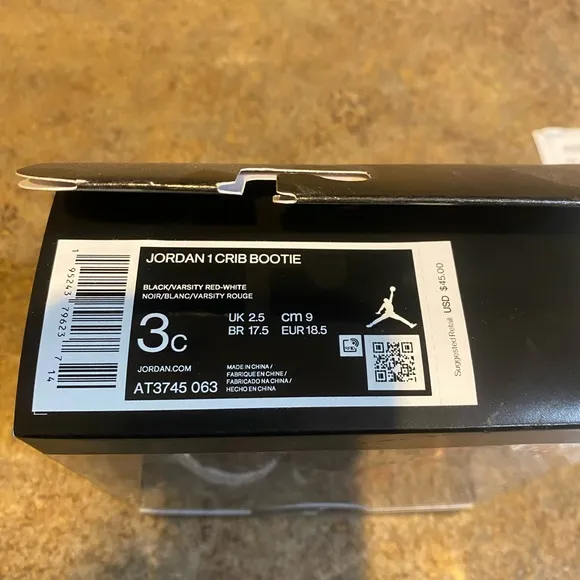 JORDAN 1 CRIB BOOTIE
BLACK/VARSITY RED-WHITE
NOIR/BLANC/VARSITY ROUGE
3C
UK 2.5
cm 9
BR 17.5
EUR 18.5
JORDAN.COM
AT3745 063
MADE IN CHINA /
FABRIQUE EN CHINE /
FABRICADO NA CHINA /
HECHO EN CHINA
1 95243 79623 7 14
Suggested Retail: USD $45.00